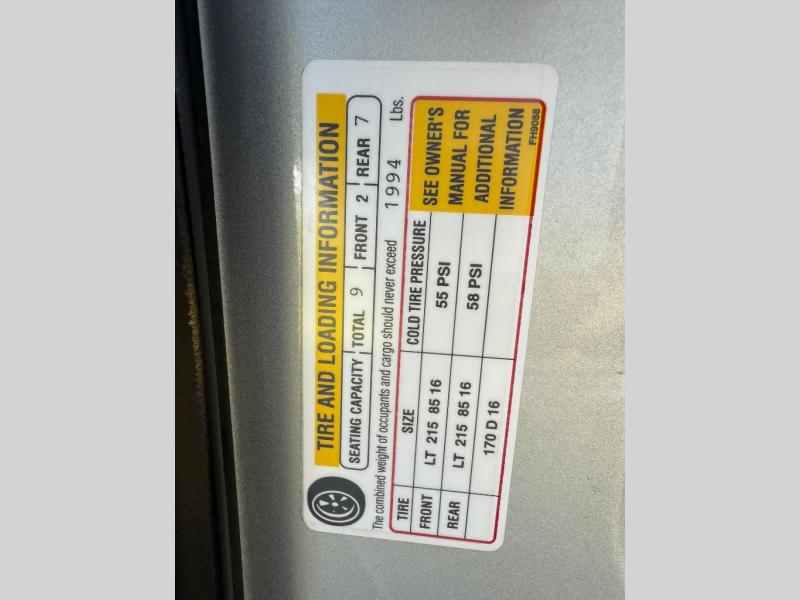 TIRE AND LOADING INFORMATION
SEATING CAPACITY TOTAL 9 FRONT 2 REAR 7
The combined weight of occupants and cargo should never exceed 1994 Lbs.
TIRE SIZE COLD TIRE PRESSURE
FRONT LT 215 85 16 55 PSI
REAR LT 215 85 16 58 PSI
170 D 16
SEE OWNER'S
MANUAL FOR
ADDITIONAL
INFORMATION
FH9088